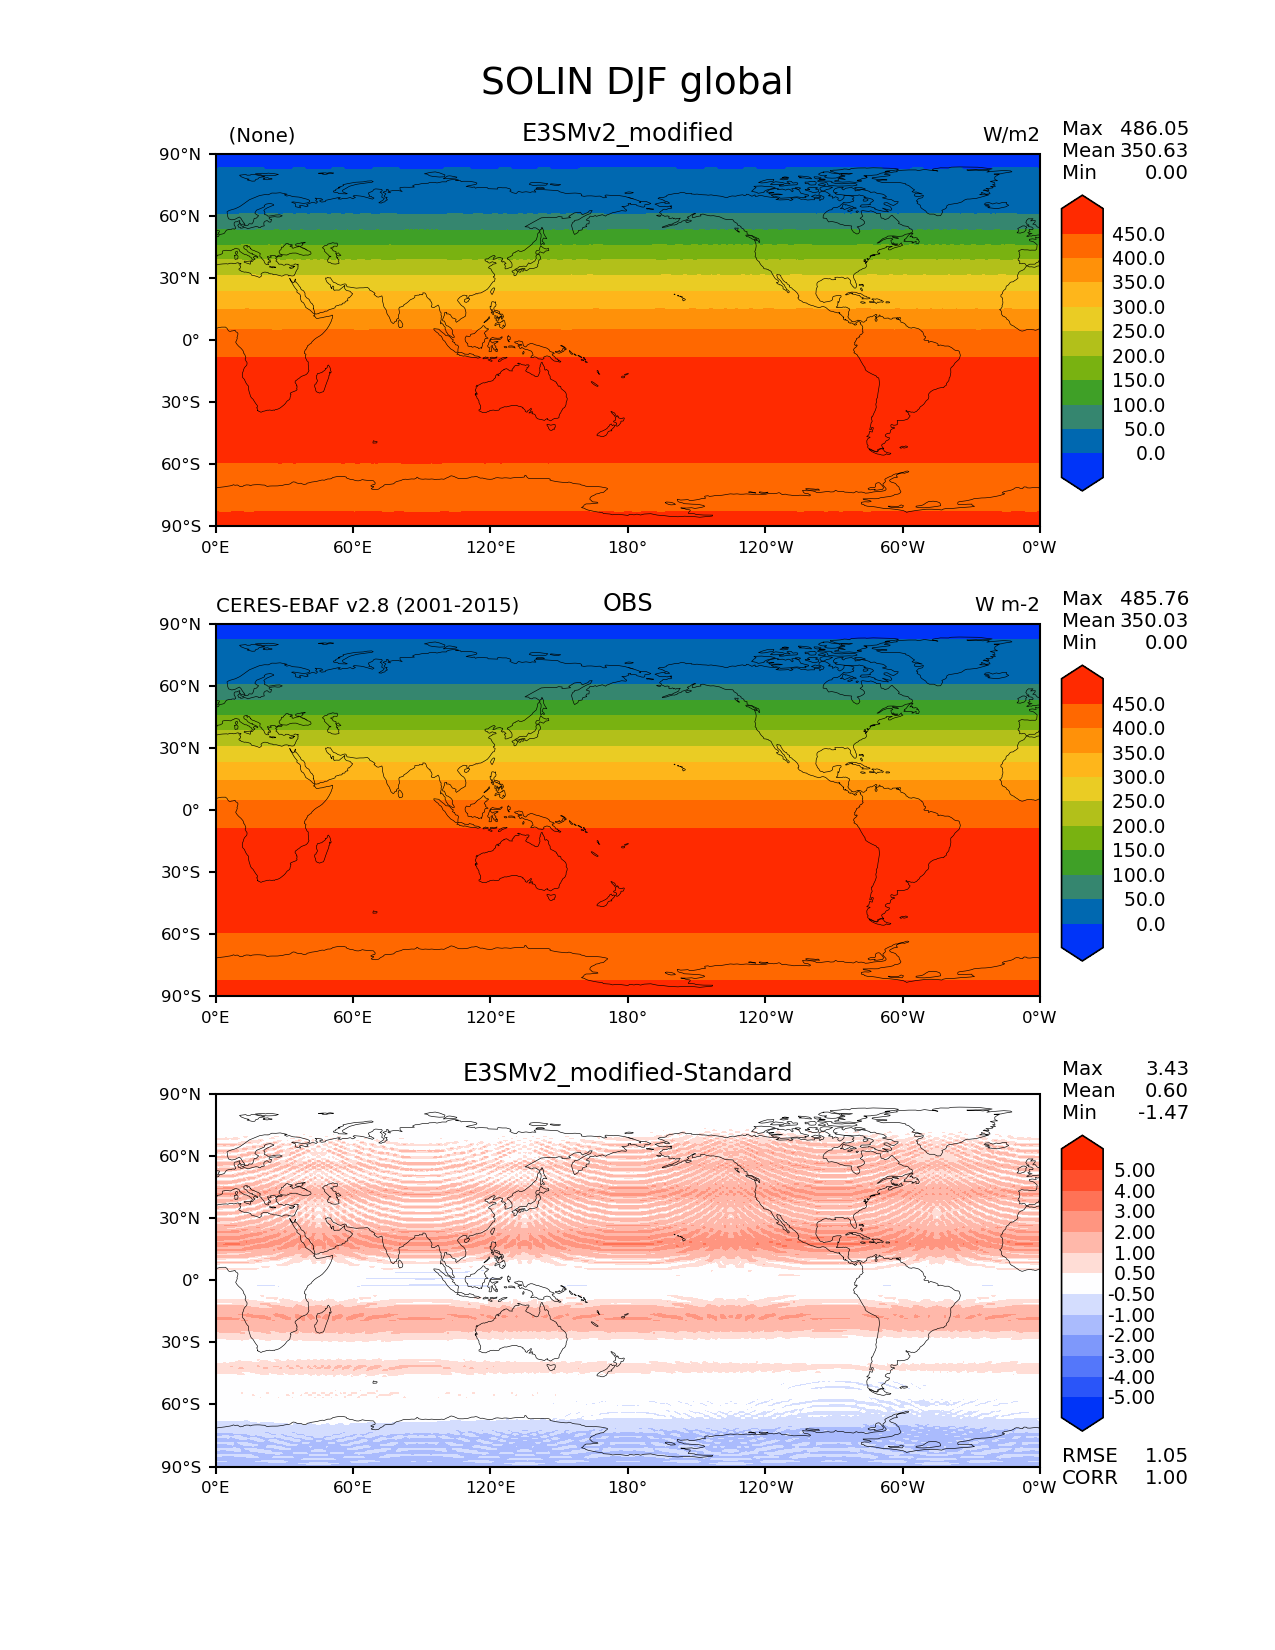 SOLIN DJF global
(None) E3SMv2_modified W/m2
Max 486.05
Mean 350.63
Min 0.00
90°N
60°N
30°N
0°
30°S
60°S
90°S
0°E 60°E 120°E 180° 120°W 60°W 0°W
450.0
400.0
350.0
300.0
250.0
200.0
150.0
100.0
50.0
0.0
CERES-EBAF v2.8 (2001-2015) OBS W m-2
Max 485.76
Mean 350.03
Min 0.00
90°N
60°N
30°N
0°
30°S
60°S
90°S
0°E 60°E 120°E 180° 120°W 60°W 0°W
450.0
400.0
350.0
300.0
250.0
200.0
150.0
100.0
50.0
0.0
E3SMv2_modified-Standard
Max 3.43
Mean 0.60
Min -1.47
90°N
60°N
30°N
0°
30°S
60°S
90°S
0°E 60°E 120°E 180° 120°W 60°W 0°W
5.00
4.00
3.00
2.00
1.00
0.50
-0.50
-1.00
-2.00
-3.00
-4.00
-5.00
RMSE 1.05
CORR 1.00